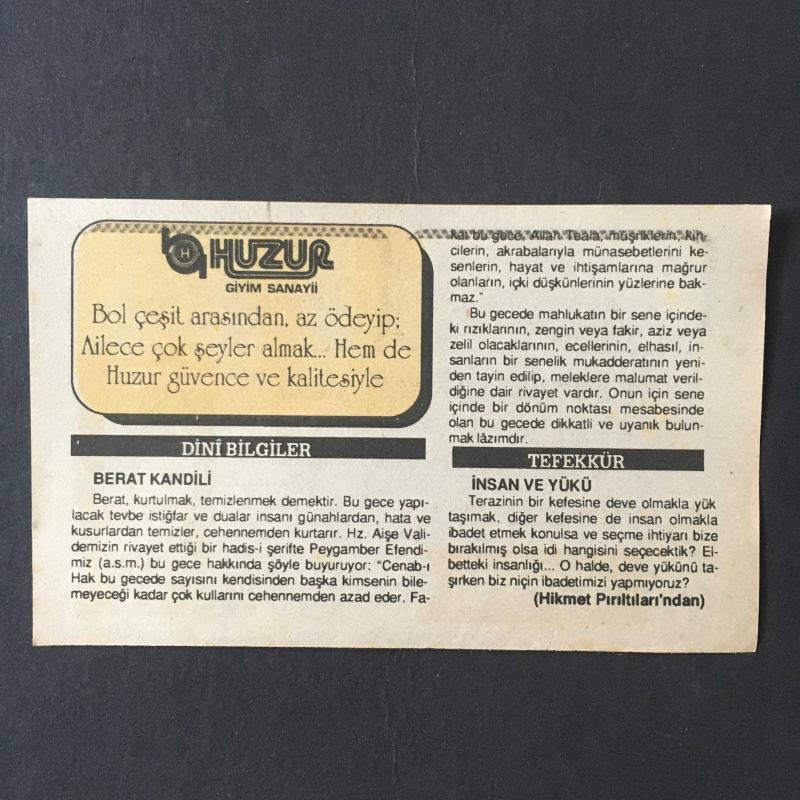 HUZUR
GİYİM SANAYİİ
Bol çeşit arasından, az ödeyip;
Ailece çok şeyler almak... Hem de
Huzur güvence ve kalitesiyle
DİNÎ BİLGİLER
BERAT KANDİLİ
Berat, kurtulmak, temizlenmek demektir. Bu gece yapı-
lacak tevbe istiğfar ve dualar insanı günahlardan, hata ve
kusurlardan temizler, cehennemden kurtarır. Hz. Aişe Vali-
demizin rivayet ettiği bir hadis-i şerifte Peygamber Efendi-
miz (a.s.m.) bu gece hakkında şöyle buyuruyor: "Cenab-ı
Hak bu gecede sayısını kendisinden başka kimsenin bile-
meyeceği kadar çok kullarını cehennemden azad eder. Fa-
kat bu gece, Allah Teala, müşriklerin, kin-
cilerin, akrabalarıyla münasebetlerini ke-
senlerin, hayat ve ihtişamlarına mağrur
olanların, içki düşkünlerinin yüzlerine bak-
maz."
Bu gecede mahlukatın bir sene içinde-
ki rızıklarının, zengin veya fakir, aziz veya
zelil olacaklarının, ecellerinin, elhasıl, in-
sanların bir senelik mukadderatının yeni-
den tayin edilip, meleklere malumat veril-
diğine dair rivayet vardır. Onun için sene
içinde bir dönüm noktası mesabesinde
olan bu gecede dikkatli ve uyanık bulun-
mak lâzımdır.
TEFEKKÜR
İNSAN VE YÜKÜ
Terazinin bir kefesine deve olmakla yük
taşımak, diğer kefesine de insan olmakla
ibadet etmek konulsa ve seçme ihtiyarı bize
bırakılmış olsa idi hangisini seçecektik? El-
betteki insanlığı... O halde, deve yükünü ta-
şırken biz niçin ibadetimizi yapmıyoruz?
(Hikmet Pırıltıları'ndan)